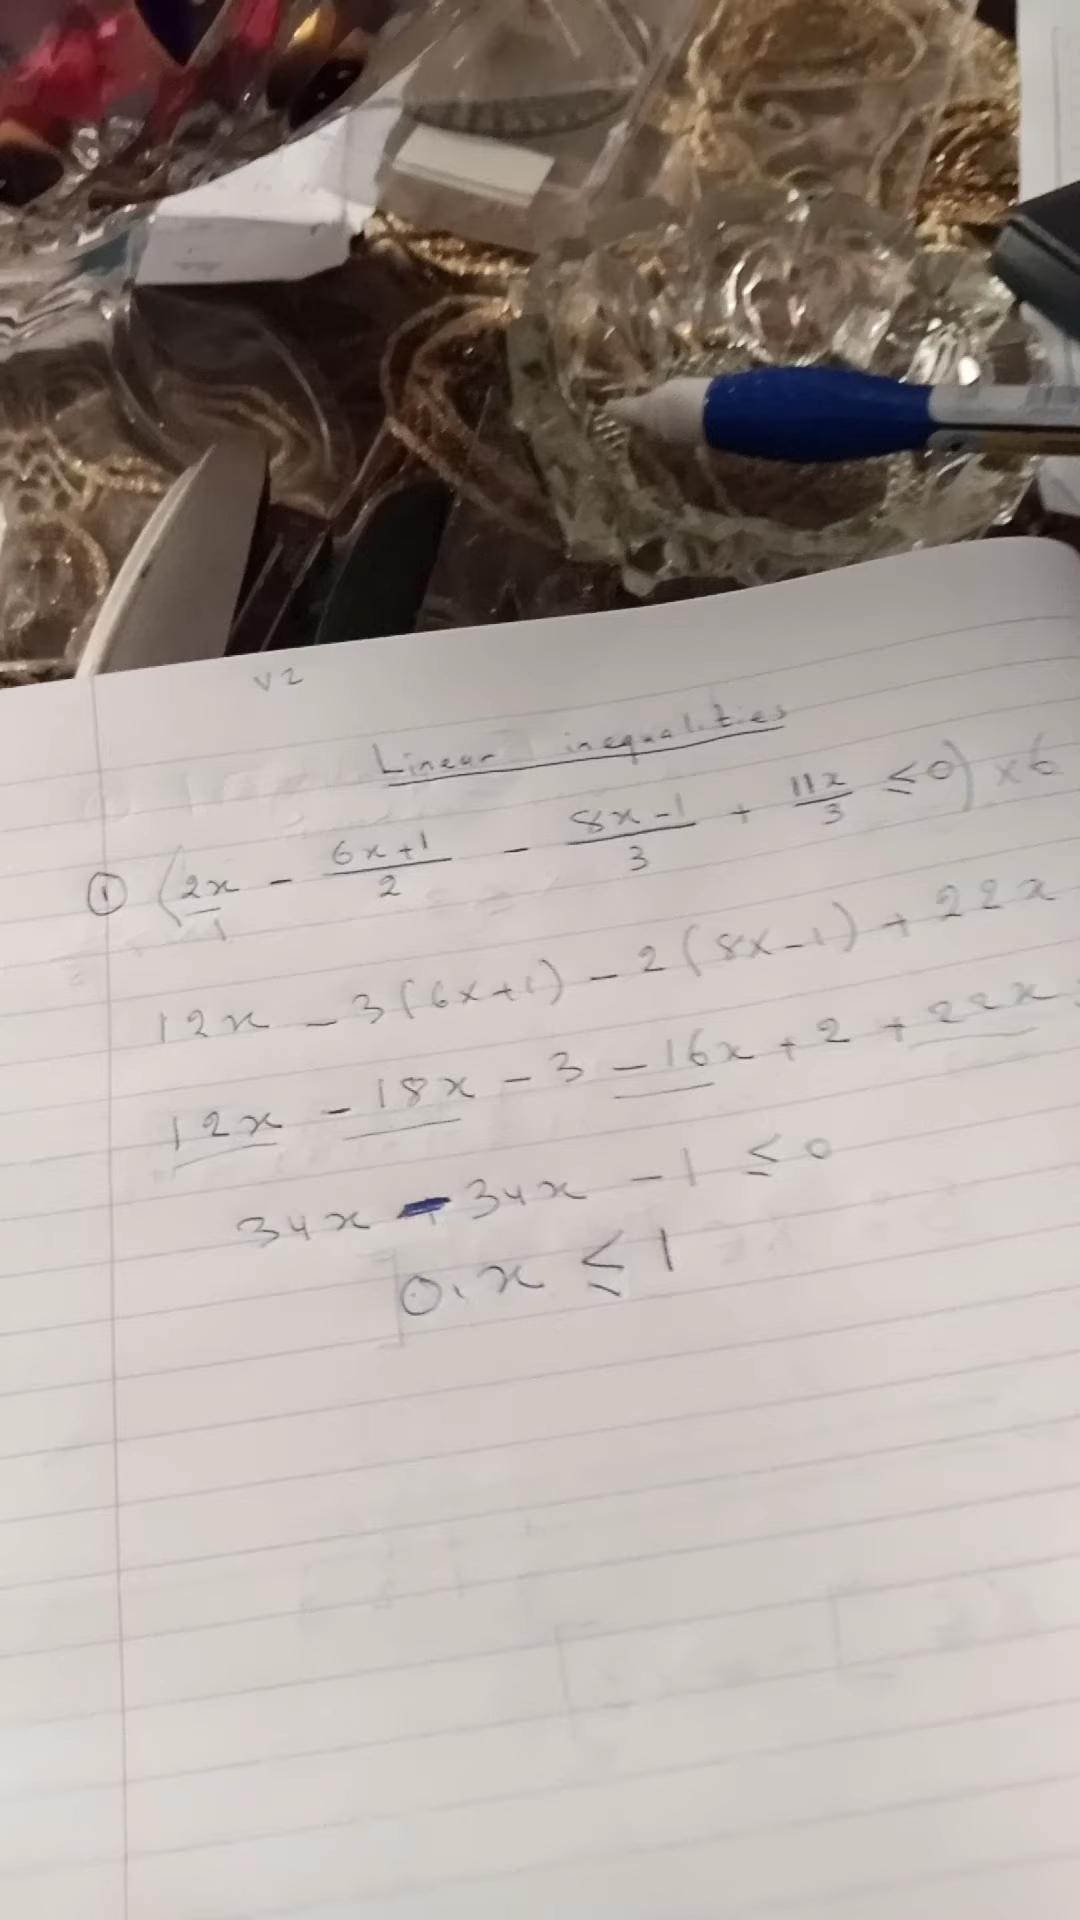 v2
Linear inequalities
① (2x/1 - 6x+1/2 - 8x-1/3 + 11x/3 ≤0) x 6
12x - 3(6x+1) - 2(8x-1) + 22x
12x - 18x - 3 - 16x + 2 + 22x
34x - 34x - 1 ≤ 0
0.x ≤ 1